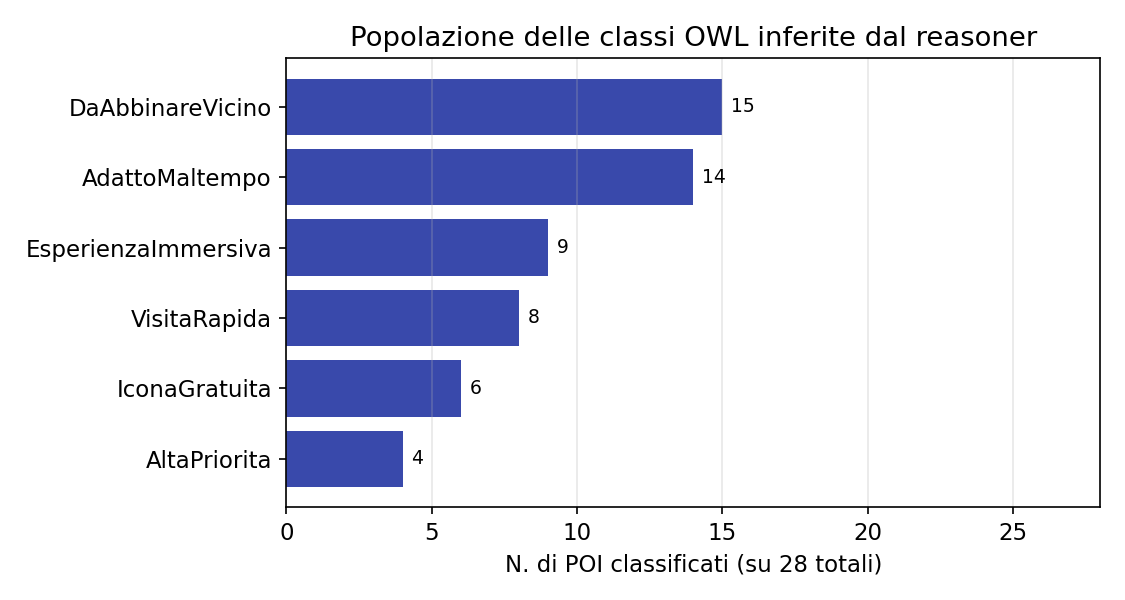 Popolazione delle classi OWL inferite dal reasoner
DaAbbinareVicino 15
AdattoMaltempo 14
EsperienzaImmersiva 9
VisitaRapida 8
IconaGratuita 6
AltaPriorita 4
0 5 10 15 20 25
N. di POI classificati (su 28 totali)